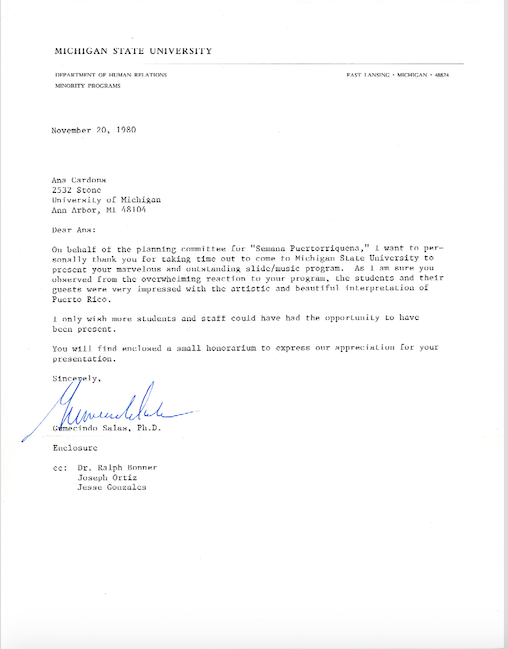 MICHIGAN STATE UNIVERSITY
DEPARTMENT OF HUMAN RELATIONS
EAST LANSING · MICHIGAN · 48824
MINORITY PROGRAMS
November 20, 1980
Ana Cardona
2532 Stone
University of Michigan
Ann Arbor, MI 48104
Dear Ana:
On behalf of the planning committee for "Semana Puertorriquena," I want to per-
sonally thank you for taking time out to come to Michigan State University to
present your marvelous and outstanding slide/music program. As I am sure you
observed from the overwhelming reaction to your program, the students and their
guests were very impressed with the artistic and beautiful interpretation of
Puerto Rico.
I only wish more students and staff could have had the opportunity to have
been present.
You will find enclosed a small honorarium to express our appreciation for your
presentation.
Sincerely,
Gumecindo Salas, Ph.D.
Enclosure
cc: Dr. Ralph Bonner
Joseph Ortiz
Jesse Gonzales